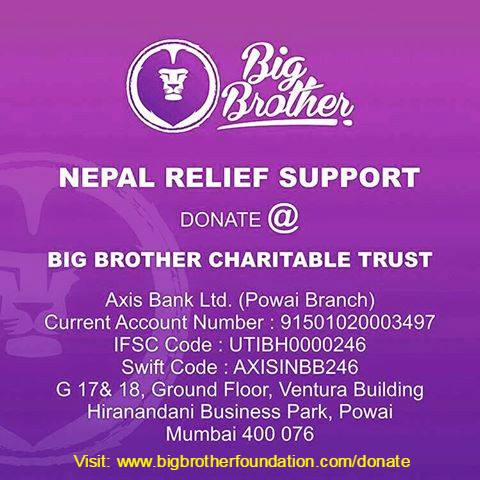 Big
Brother
NEPAL RELIEF SUPPORT
DONATE @
BIG BROTHER CHARITABLE TRUST
Axis Bank Ltd. (Powai Branch)
Current Account Number : 91501020003497
IFSC Code : UTIBH0000246
Swift Code : AXISINBB246
G 17& 18, Ground Floor, Ventura Building
Hiranandani Business Park, Powai
Mumbai 400 076
Visit: www.bigbrotherfoundation.com/donate